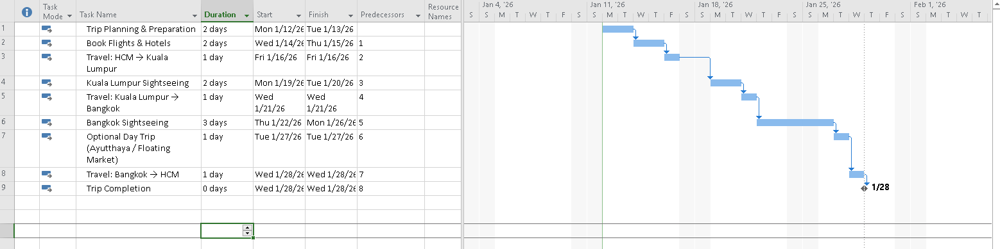 Task Mode Task Name Duration Start Finish Predecessors Resource Names
Jan 4, '26 Jan 11, '26 Jan 18, '26 Jan 25, '26 Feb 1, '26
S S M T W T F S S M T W T F S S M T W T F S S M T W T F S S M T W T
1 Trip Planning & Preparation 2 days Mon 1/12/26 Tue 1/13/26
2 Book Flights & Hotels 2 days Wed 1/14/26 Thu 1/15/26 1
3 Travel: HCM → Kuala Lumpur 1 day Fri 1/16/26 Fri 1/16/26 2
4 Kuala Lumpur Sightseeing 2 days Mon 1/19/26 Tue 1/20/26 3
5 Travel: Kuala Lumpur → Bangkok 1 day Wed 1/21/26 Wed 1/21/26 4
6 Bangkok Sightseeing 3 days Thu 1/22/26 Mon 1/26/26 5
7 Optional Day Trip (Ayutthaya / Floating Market) 1 day Tue 1/27/26 Tue 1/27/26 6
8 Travel: Bangkok → HCM 1 day Wed 1/28/26 Wed 1/28/26 7
9 Trip Completion 0 days Wed 1/28/26 Wed 1/28/26 8
1/28